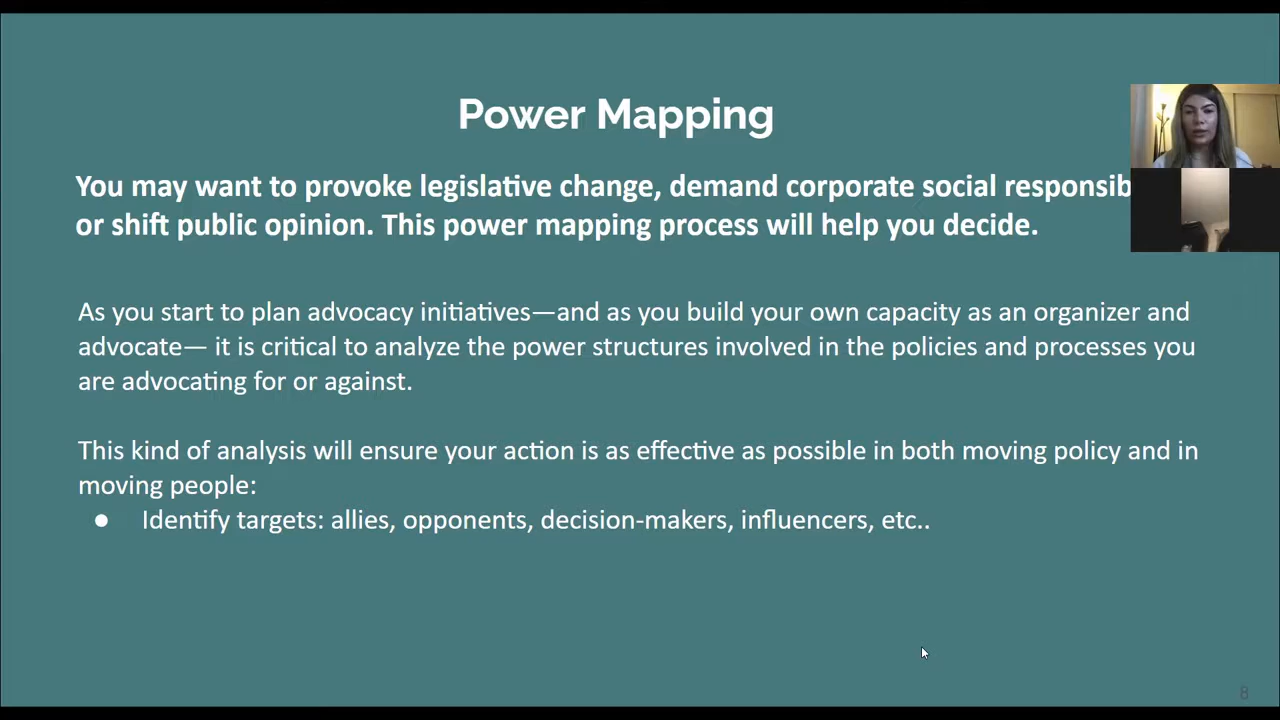 Power Mapping
You may want to provoke legislative change, demand corporate social responsib
or shift public opinion. This power mapping process will help you decide.
As you start to plan advocacy initiatives—and as you build your own capacity as an organizer and
advocate— it is critical to analyze the power structures involved in the policies and processes you
are advocating for or against.
This kind of analysis will ensure your action is as effective as possible in both moving policy and in
moving people:
● Identify targets: allies, opponents, decision-makers, influencers, etc..
8